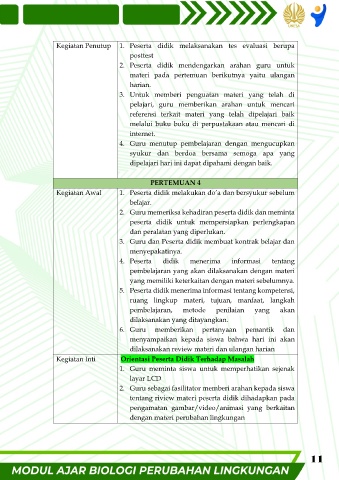 Kegiatan Penutup
1. Peserta didik melaksanakan tes evaluasi berupa
posttest
2. Peserta didik mendengarkan arahan guru untuk
materi pada pertemuan berikutnya yaitu ulangan
harian.
3. Untuk memberi penguatan materi yang telah di
pelajari, guru memberikan arahan untuk mencari
referensi terkait materi yang telah dipelajari baik
melalui buku buku di perpustakaan atau mencari di
internet.
4. Guru menutup pembelajaran dengan mengucapkan
syukur dan berdoa bersama semoga apa yang
dipelajari hari ini dapat dipahami dengan baik.
PERTEMUAN 4
Kegiatan Awal
1. Peserta didik melakukan do'a dan bersyukur sebelum
belajar.
2. Guru memeriksa kehadiran peserta didik dan meminta
peserta didik untuk mempersiapkan perlengkapan
dan peralatan yang diperlukan.
3. Guru dan Peserta didik membuat kontrak belajar dan
menyepakatinya.
4. Peserta didik menerima informasi tentang
pembelajaran yang akan dilaksanakan dengan materi
yang memiliki keterkaitan dengan materi sebelumnya.
5. Peserta didik menerima informasi tentang kompetensi,
ruang lingkup materi, tujuan, manfaat, langkah
pembelajaran, metode penilaian yang akan
dilaksanakan yang ditayangkan.
6. Guru memberikan pertanyaan pemantik dan
menyampaikan kepada siswa bahwa hari ini akan
dilaksanakan review materi dan ulangan harian
Kegiatan Inti
Orientasi Peserta Didik Terhadap Masalah
1. Guru meminta siswa untuk memperhatikan sejenak
layar LCD
2. Guru sebagai fasilitator memberi arahan kepada siswa
tentang riview materi peserta didik dihadapkan pada
pengamatan gambar/video/animasi yang berkaitan
dengan materi perubahan lingkungan
11
MODUL AJAR BIOLOGI PERUBAHAN LINGKUNGAN